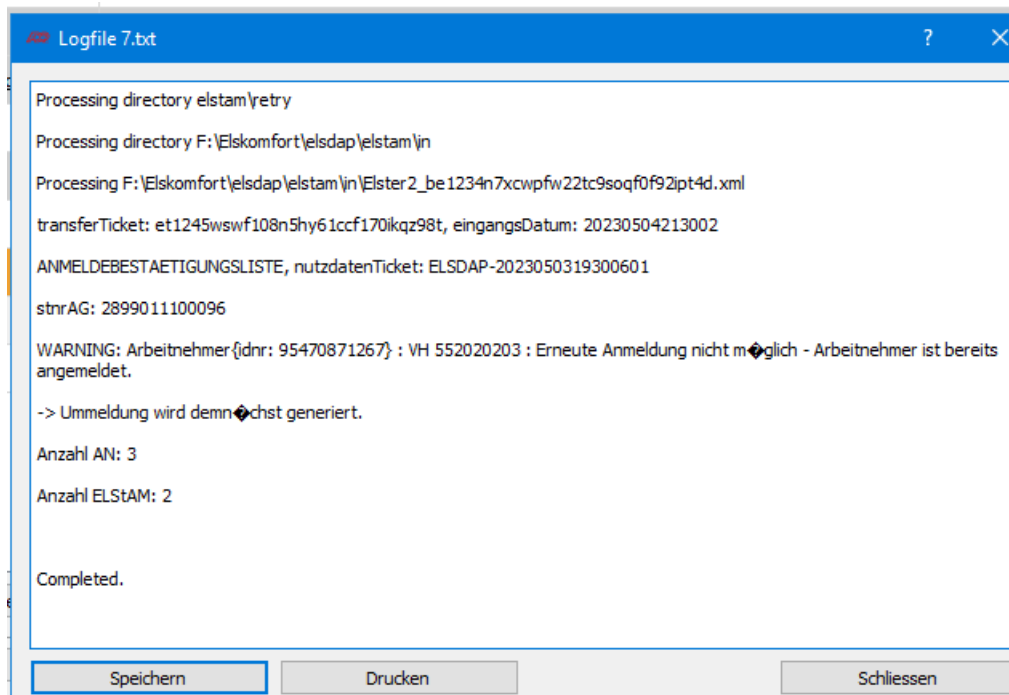 Logfile 7.txt
?
Processing directory elstam\retry
Processing directory F:\Elskomfort\elsdap\elstam\in
Processing F:\Elskomfort\elsdap\elstam\in\Elster2_be1234n7xcwpfw22tc9soqf0f92ipt4d.xml
transferTicket: et1245wswf108n5hy61ccf170ikqz98t, eingangsDatum: 20230504213002
ANMELDEBESTAETIGUNGSLISTE, nutzdatenTicket: ELSDAP-2023050319300601
stnrAG: 2899011100096
WARNING: Arbeitnehmer{idnr: 95470871267} : VH 552020203 : Erneute Anmeldung nicht m�glich - Arbeitnehmer ist bereits
angemeldet.
-> Ummeldung wird demn�chst generiert.
Anzahl AN: 3
Anzahl ELStAM: 2
Completed.
Speichern Drucken Schliessen